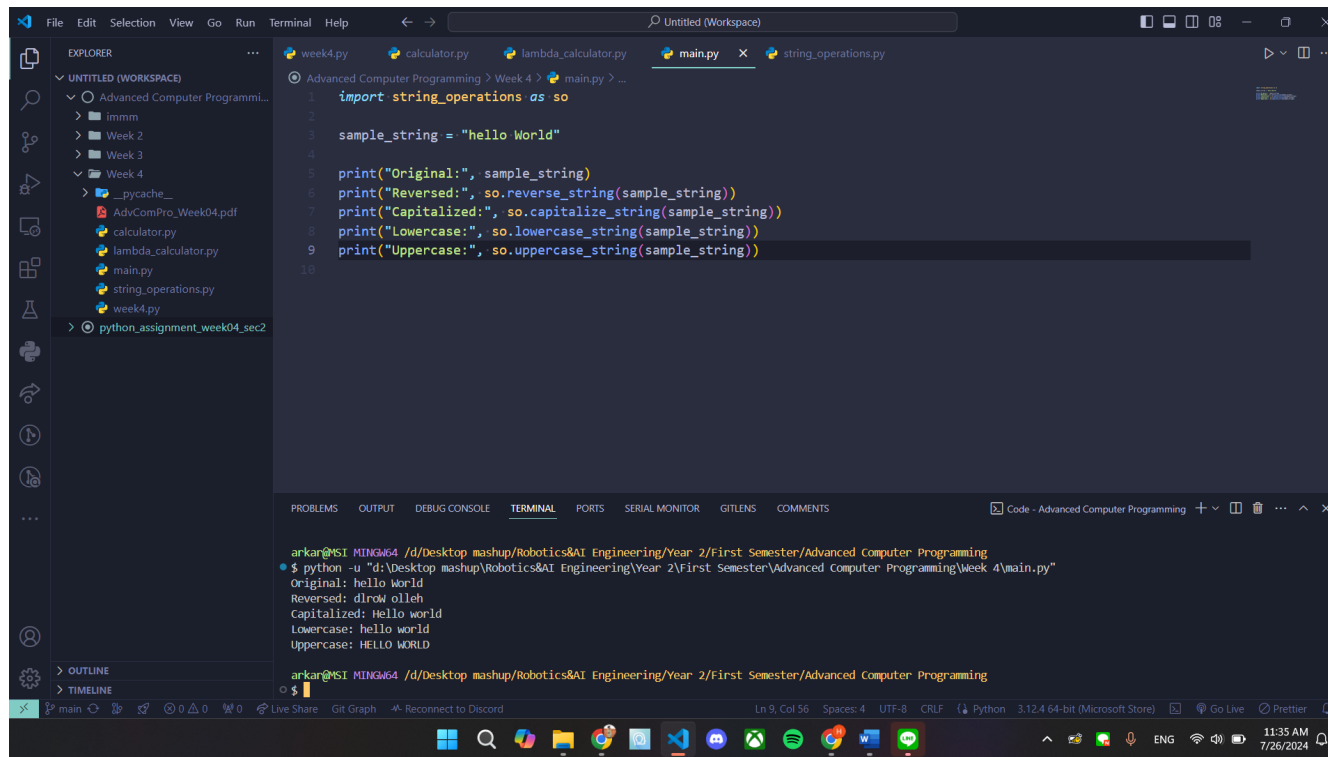 File Edit Selection View Go Run Terminal Help
Untitled (Workspace)
EXPLORER
UNTITLED (WORKSPACE)
Advanced Computer Programmi...
immm
Week 2
Week 3
Week 4
__pycache__
AdvComPro_Week04.pdf
calculator.py
lambda_calculator.py
main.py
string_operations.py
week4.py
python_assignment_week04_sec2
OUTLINE
TIMELINE
week4.py calculator.py lambda_calculator.py main.py string_operations.py
Advanced Computer Programming > Week 4 > main.py > ...
1 import string_operations as so
2
3 sample_string = "hello World"
4
5 print("Original:", sample_string)
6 print("Reversed:", so.reverse_string(sample_string))
7 print("Capitalized:", so.capitalize_string(sample_string))
8 print("Lowercase:", so.lowercase_string(sample_string))
9 print("Uppercase:", so.uppercase_string(sample_string))
10
PROBLEMS OUTPUT DEBUG CONSOLE TERMINAL PORTS SERIAL MONITOR GITLENS COMMENTS
Code - Advanced Computer Programming
arkan@MSI MINGW64 /d/Desktop mashup/Robotics&AI Engineering/Year 2/First Semester/Advanced Computer Programming
$ python -u "d:\Desktop mashup\Robotics&AI Engineering\Year 2\First Semester\Advanced Computer Programming\Week 4\main.py"
Original: hello World
Reversed: dlroW olleh
Capitalized: Hello world
Lowercase: hello world
Uppercase: HELLO WORLD
arkan@MSI MINGW64 /d/Desktop mashup/Robotics&AI Engineering/Year 2/First Semester/Advanced Computer Programming
$
main 0 0 0 Live Share Git Graph Reconnect to Discord Ln 9, Col 56 Spaces: 4 UTF-8 CRLF Python 3.12.4 64-bit (Microsoft Store) Go Live Prettier
ENG 11:35 AM
7/26/2024